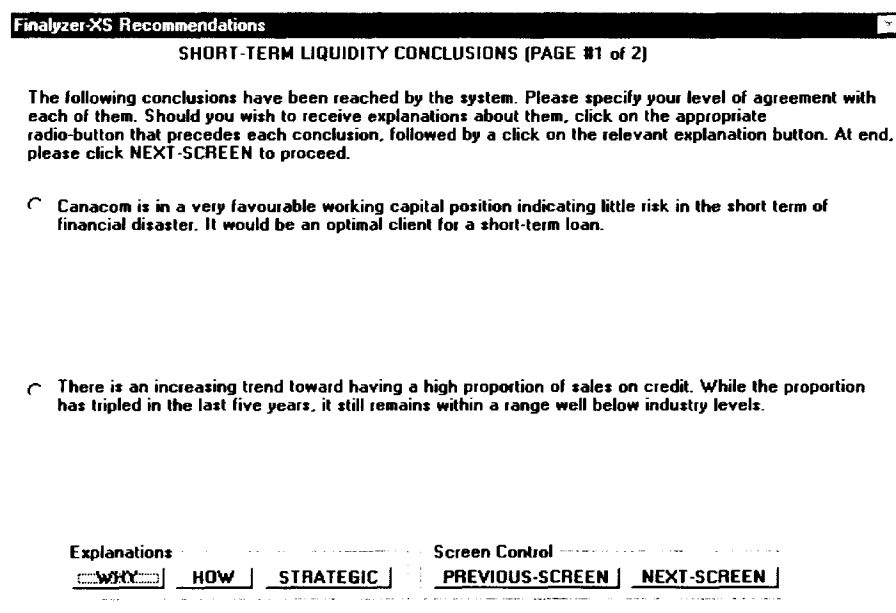 Finalyzer-XS Recommendations
SHORT-TERM LIQUIDITY CONCLUSIONS (PAGE #1 of 2)
The following conclusions have been reached by the system. Please specify your level of agreement with
each of them. Should you wish to receive explanations about them, click on the appropriate
radio-button that precedes each conclusion, followed by a click on the relevant explanation button. At end,
please click NEXT-SCREEN to proceed.
Canacom is in a very favourable working capital position indicating little risk in the short term of
financial disaster. It would be an optimal client for a short-term loan.
There is an increasing trend toward having a high proportion of sales on credit. While the proportion
has tripled in the last five years, it still remains within a range well below industry levels.
Explanations Screen Control
WHY HOW STRATEGIC PREVIOUS-SCREEN NEXT-SCREEN